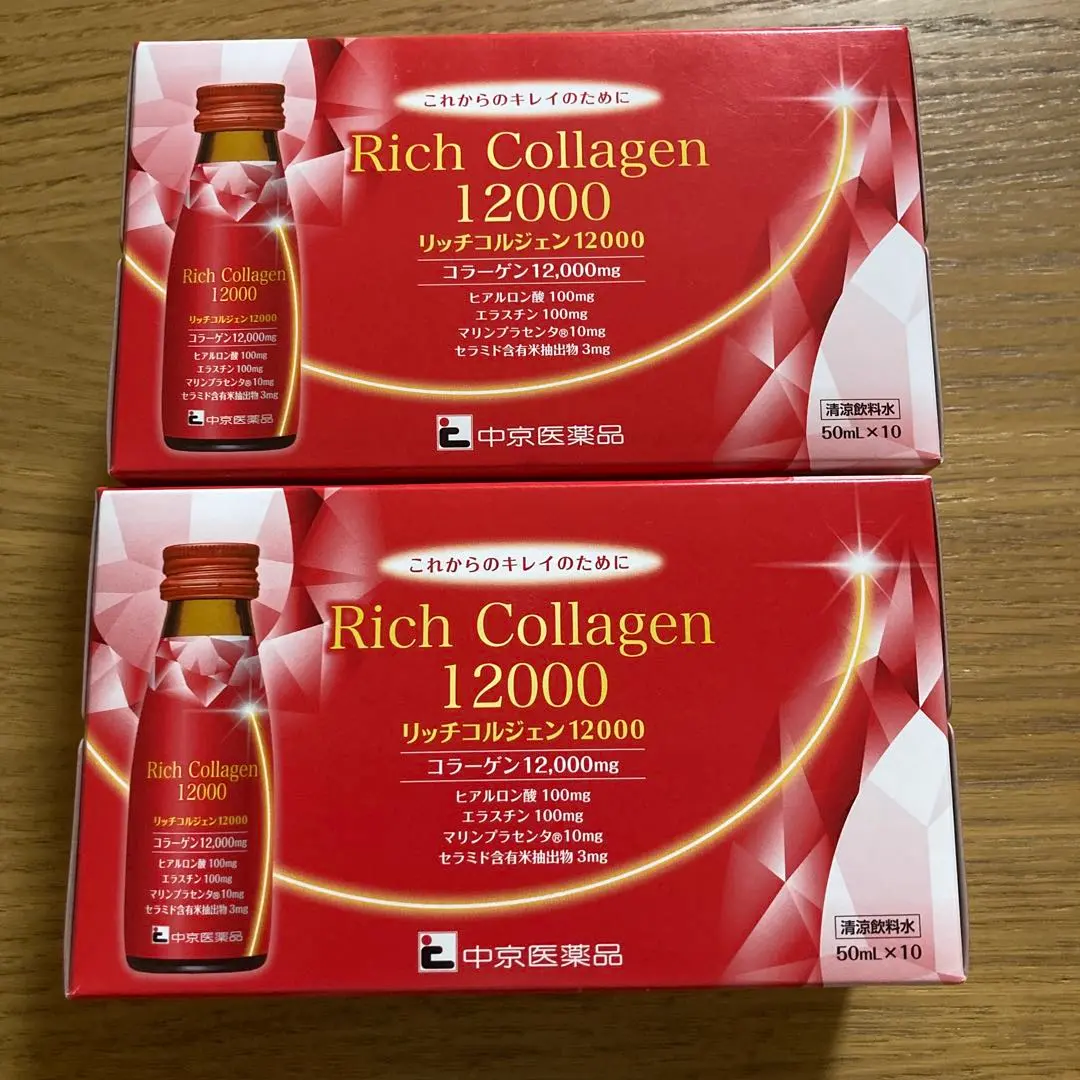 これからのキレイのために
Rich Collagen
12000
リッチコルジェン12000
コラーゲン12,000mg
ヒアルロン酸 100mg
エラスチン 100mg
マリンプラセンタ®10mg
セラミド含有米抽出物 3mg
中京医薬品
清涼飲料水
50mL×10
Rich Collagen
12000
リッチコルジェン12000
コラーゲン12,000mg
ヒアルロン酸 100mg
エラスチン 100mg
マリンプラセンタ®10mg
セラミド含有米抽出物 3mg
中京医薬品
これからのキレイのために
Rich Collagen
12000
リッチコルジェン12000
コラーゲン12,000mg
ヒアルロン酸 100mg
エラスチン 100mg
マリンプラセンタ®10mg
セラミド含有米抽出物 3mg
中京医薬品
清涼飲料水
50mL×10
Rich Collagen
12000
リッチコルジェン12000
コラーゲン12,000mg
ヒアルロン酸 100mg
エラスチン 100mg
マリンプラセンタ®10mg
セラミド含有米抽出物 3mg
中京医薬品